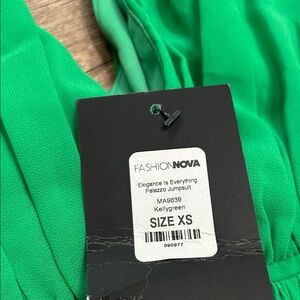 FASHIONNOVA
Elegance Is Everything
Palazzo Jumpsuit
MA9839
Kellygreen
SIZE XS
990977